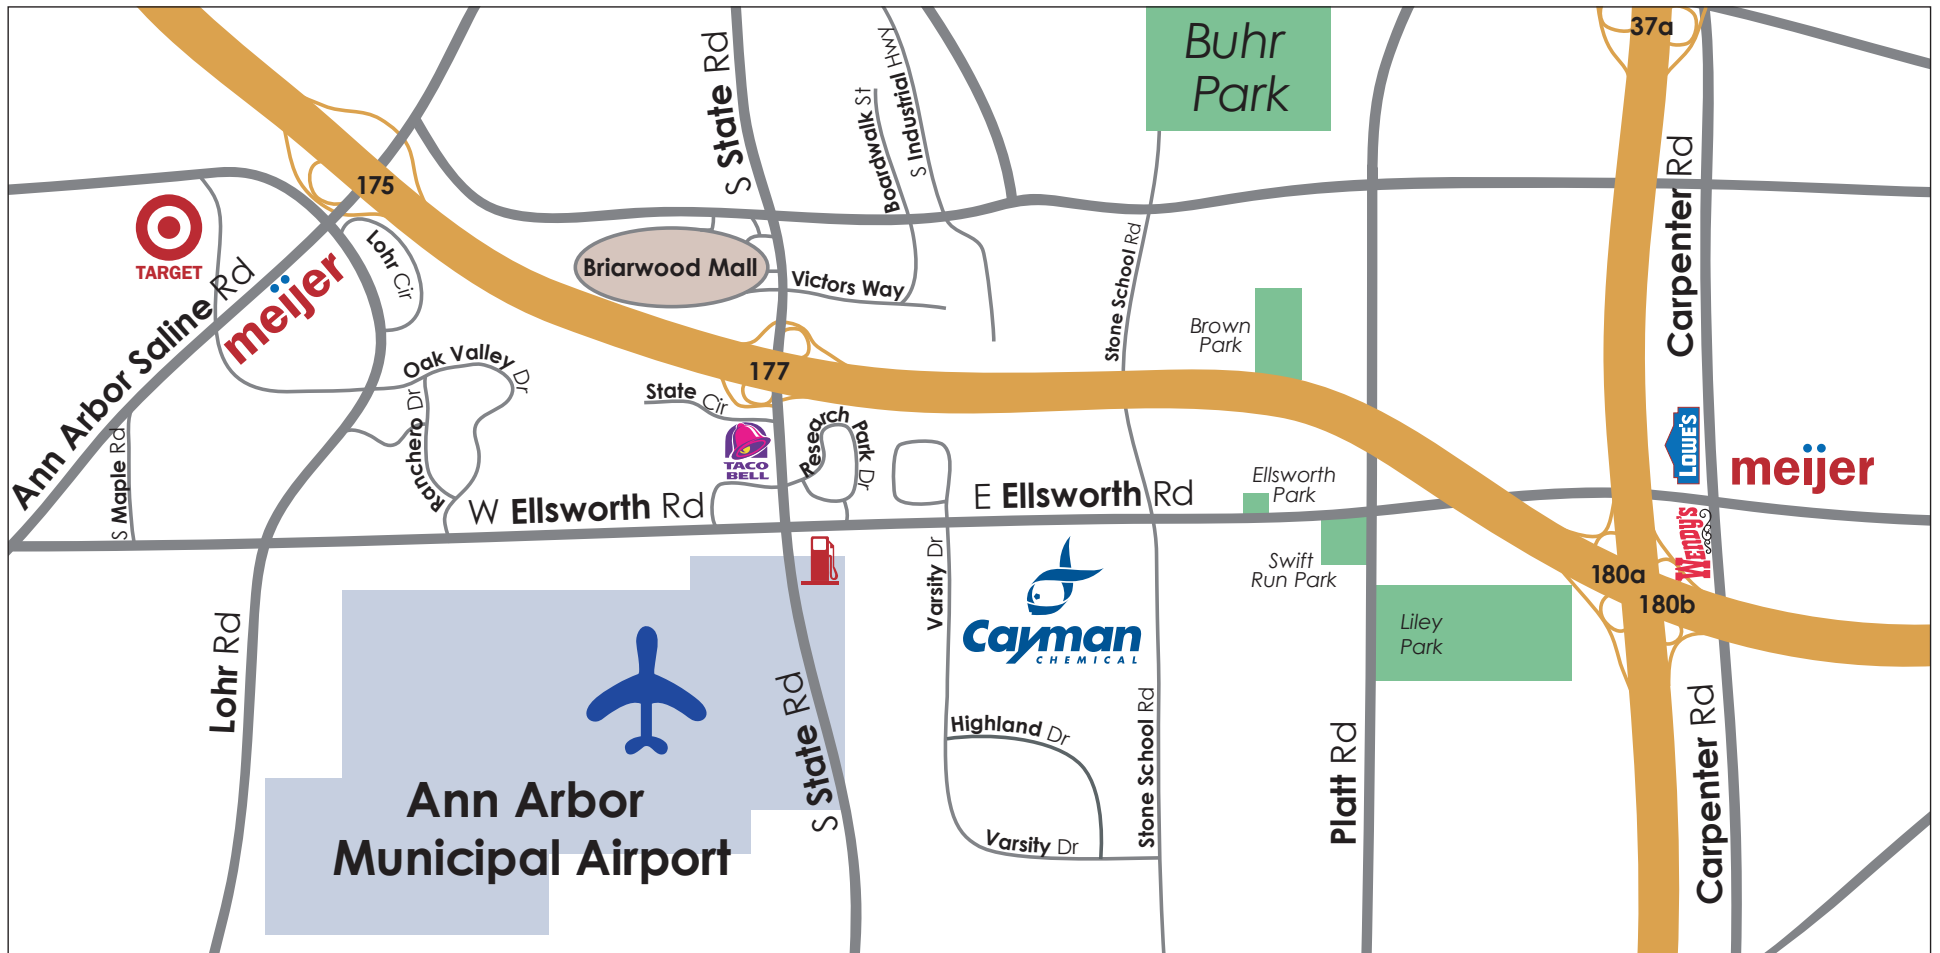 37a
Buhr
Park
S State Rd
Boardwalk St
S Industrial Hwy
Carpenter Rd
175
TARGET
Ann Arbor Saline Rd
meijer
Lohr Cir
Briarwood Mall
Victors Way
Stone School Rd
Brown
Park
177
Oak Valley Dr
Ranchero Dr
State Cir
TACO
BELL
Research Park Dr
S Maple Rd
W Ellsworth Rd
E Ellsworth Rd
Ellsworth
Park
LOWE'S
meijer
Wendy's
Swift
Run Park
180a
180b
Liley
Park
Varsity Dr
Cayman
CHEMICAL
Lohr Rd
S State Rd
Highland Dr
Varsity Dr
Stone School Rd
Platt Rd
Carpenter Rd
Ann Arbor
Municipal Airport